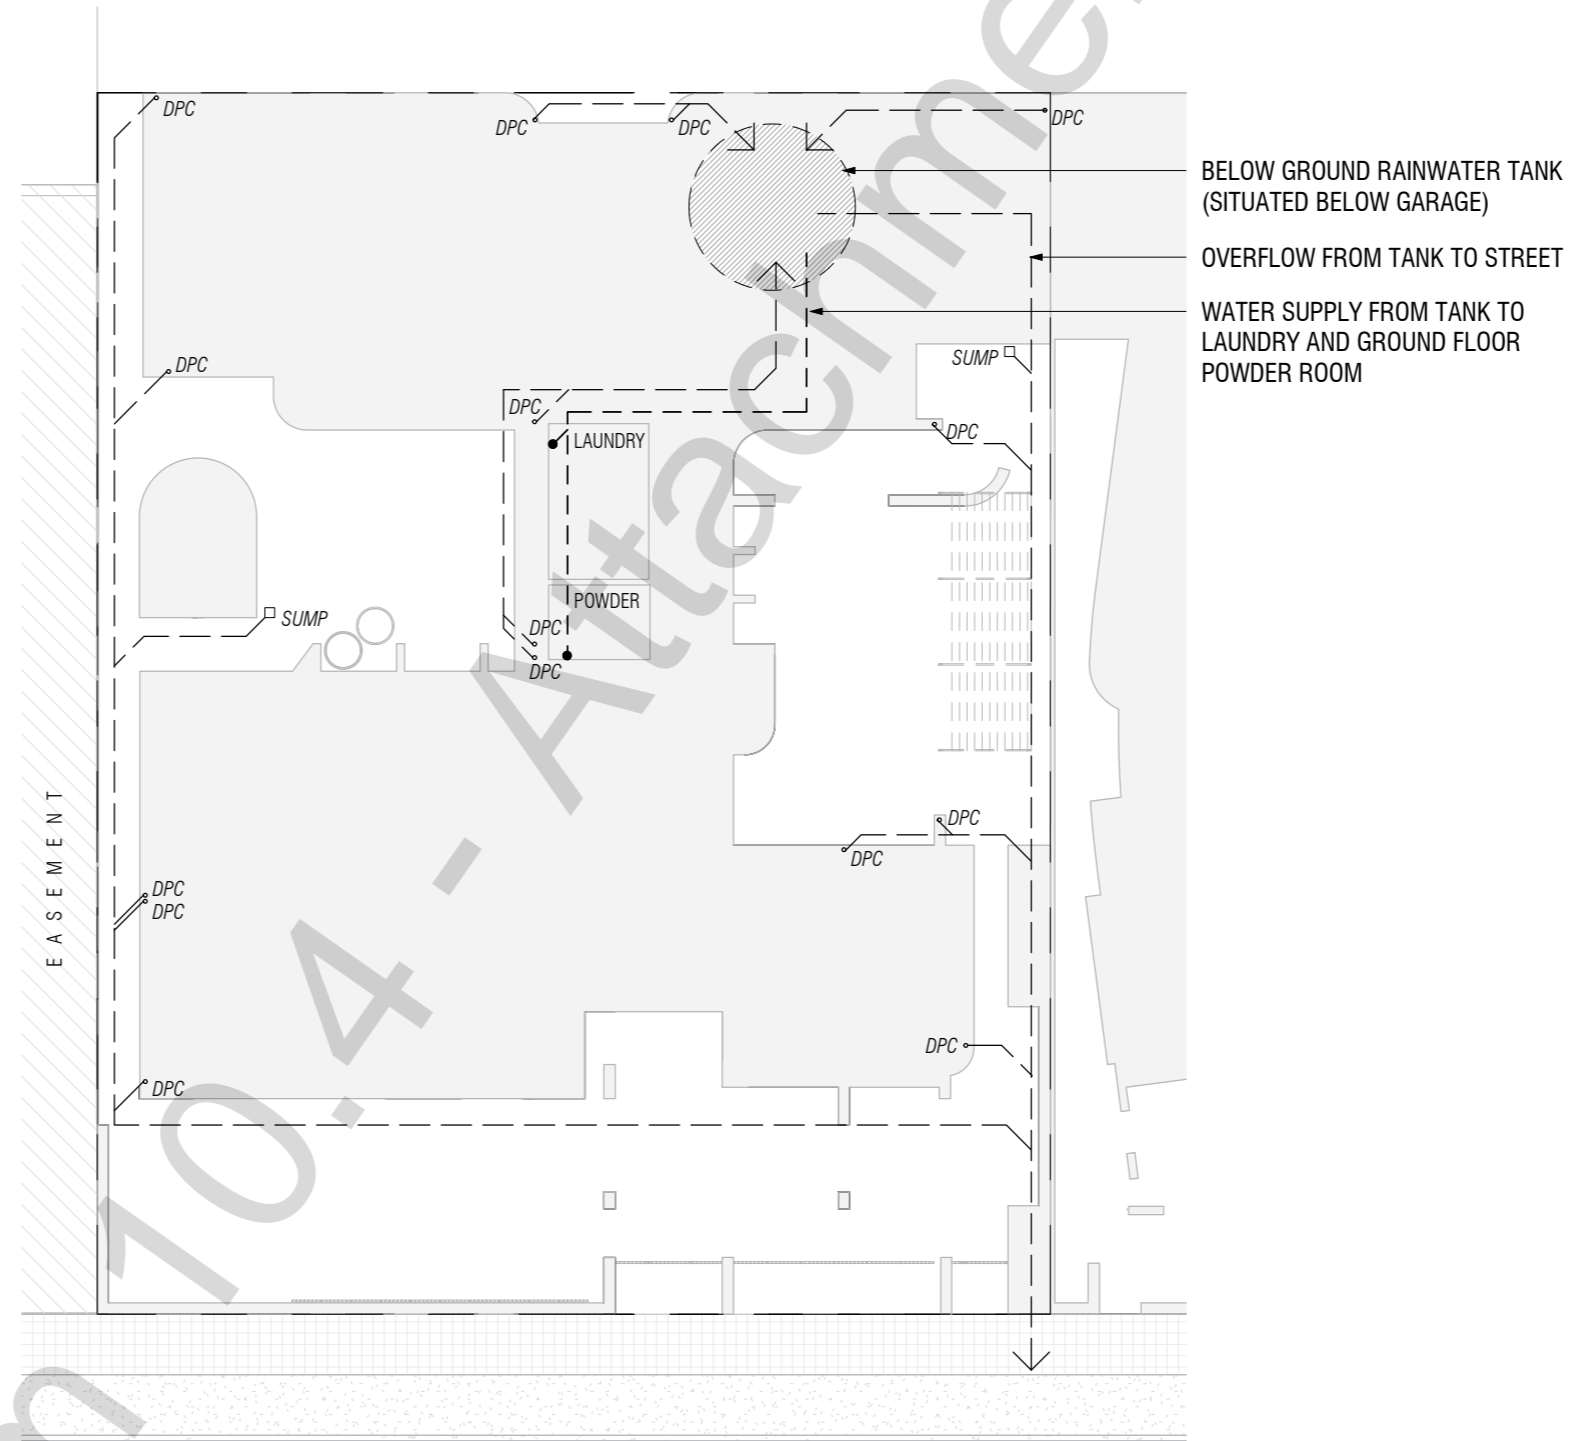 DPC
DPC
DPC
DPC
BELOW GROUND RAINWATER TANK
(SITUATED BELOW GARAGE)
OVERFLOW FROM TANK TO STREET
WATER SUPPLY FROM TANK TO
LAUNDRY AND GROUND FLOOR
POWDER ROOM
SUMP
DPC
DPC
DPC
LAUNDRY
POWDER
SUMP
DPC
DPC
EASEMENT
DPC
DPC
DPC
DPC
DPC
DPC
10.4 - Attachme